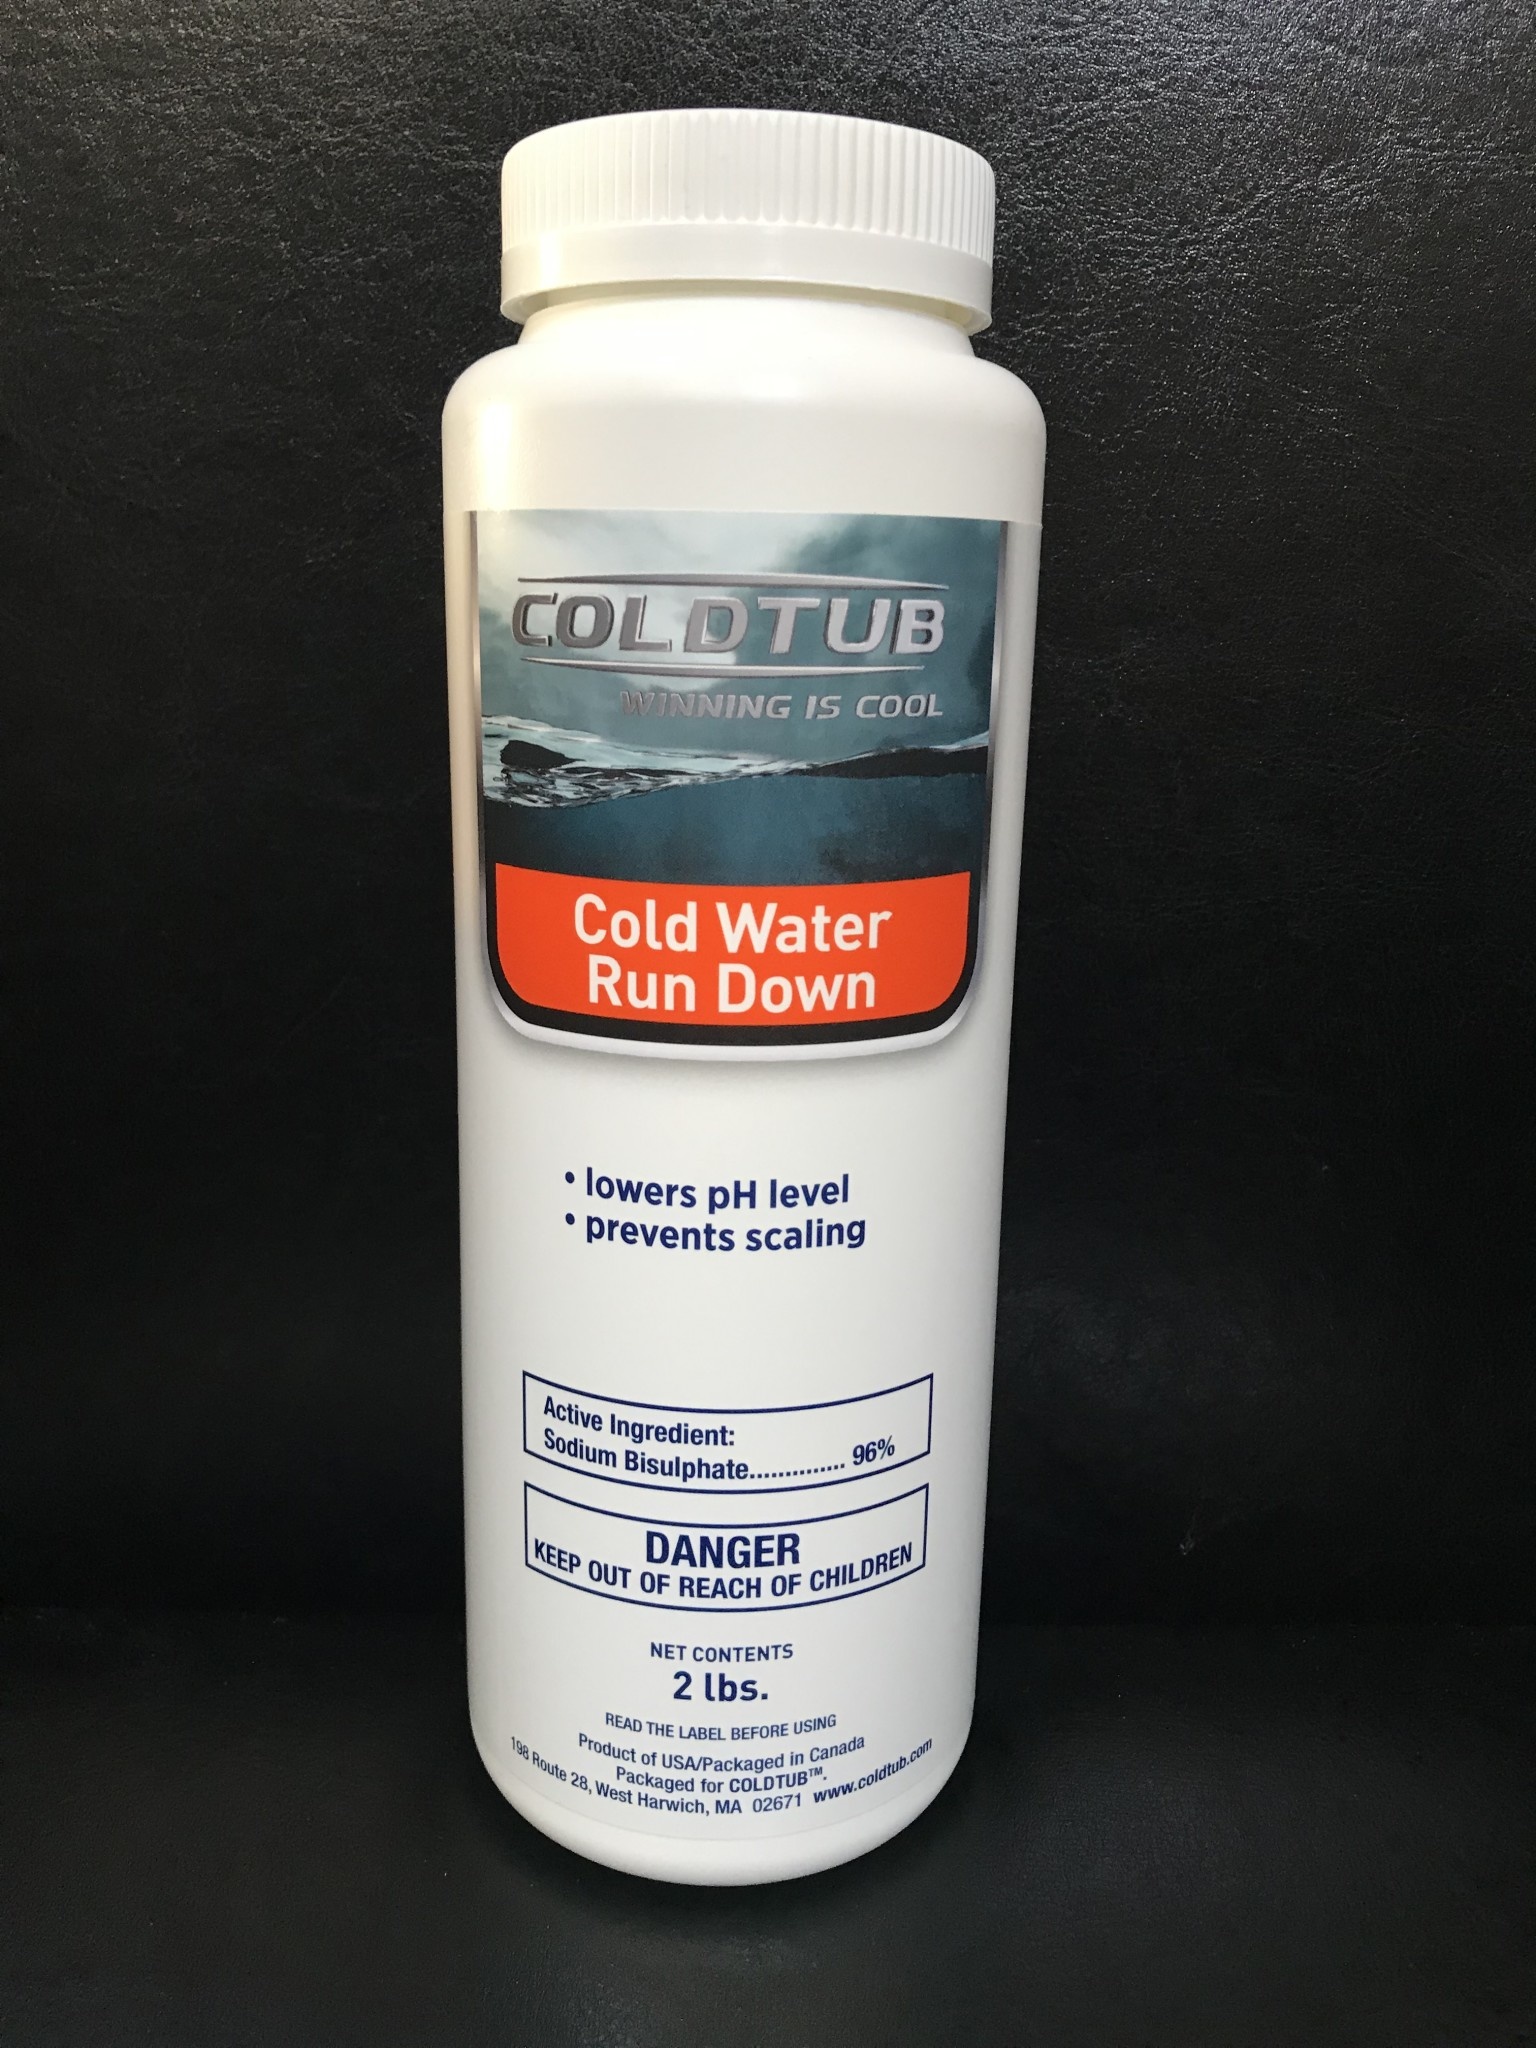 COLDTUB
WINNING IS COOL
Cold Water
Run Down
• lowers pH level
• prevents scaling
Active Ingredient:
Sodium Bisulphate.............. 96%
DANGER
KEEP OUT OF REACH OF CHILDREN
NET CONTENTS
2 lbs.
READ THE LABEL BEFORE USING
Product of USA/Packaged in Canada
Packaged for COLDTUB™.
198 Route 28, West Harwich, MA 02671 www.coldtub.com